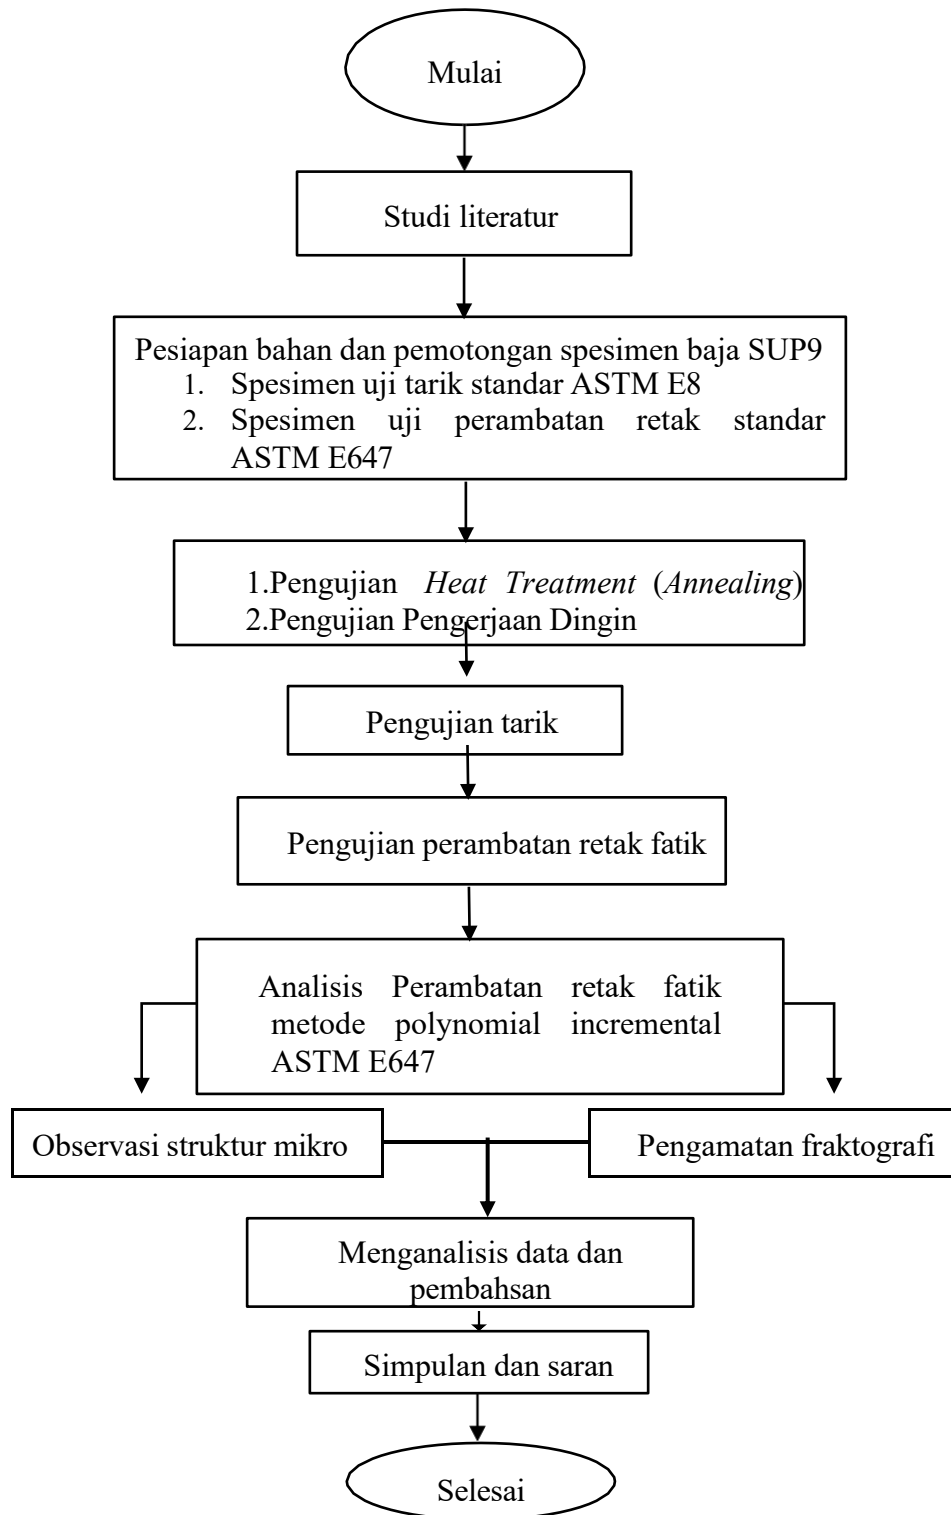 Mulai
Studi literatur
Pesiapan bahan dan pemotongan spesimen baja SUP9
1. Spesimen uji tarik standar ASTM E8
2. Spesimen uji perambatan retak standar
ASTM E647
1.Pengujian Heat Treatment (Annealing)
2.Pengujian Pengerjaan Dingin
Pengujian tarik
Pengujian perambatan retak fatik
Analisis Perambatan retak fatik
metode polynomial incremental
ASTM E647
Observasi struktur mikro
Pengamatan fraktografi
Menganalisis data dan
pembahsan
Simpulan dan saran
Selesai